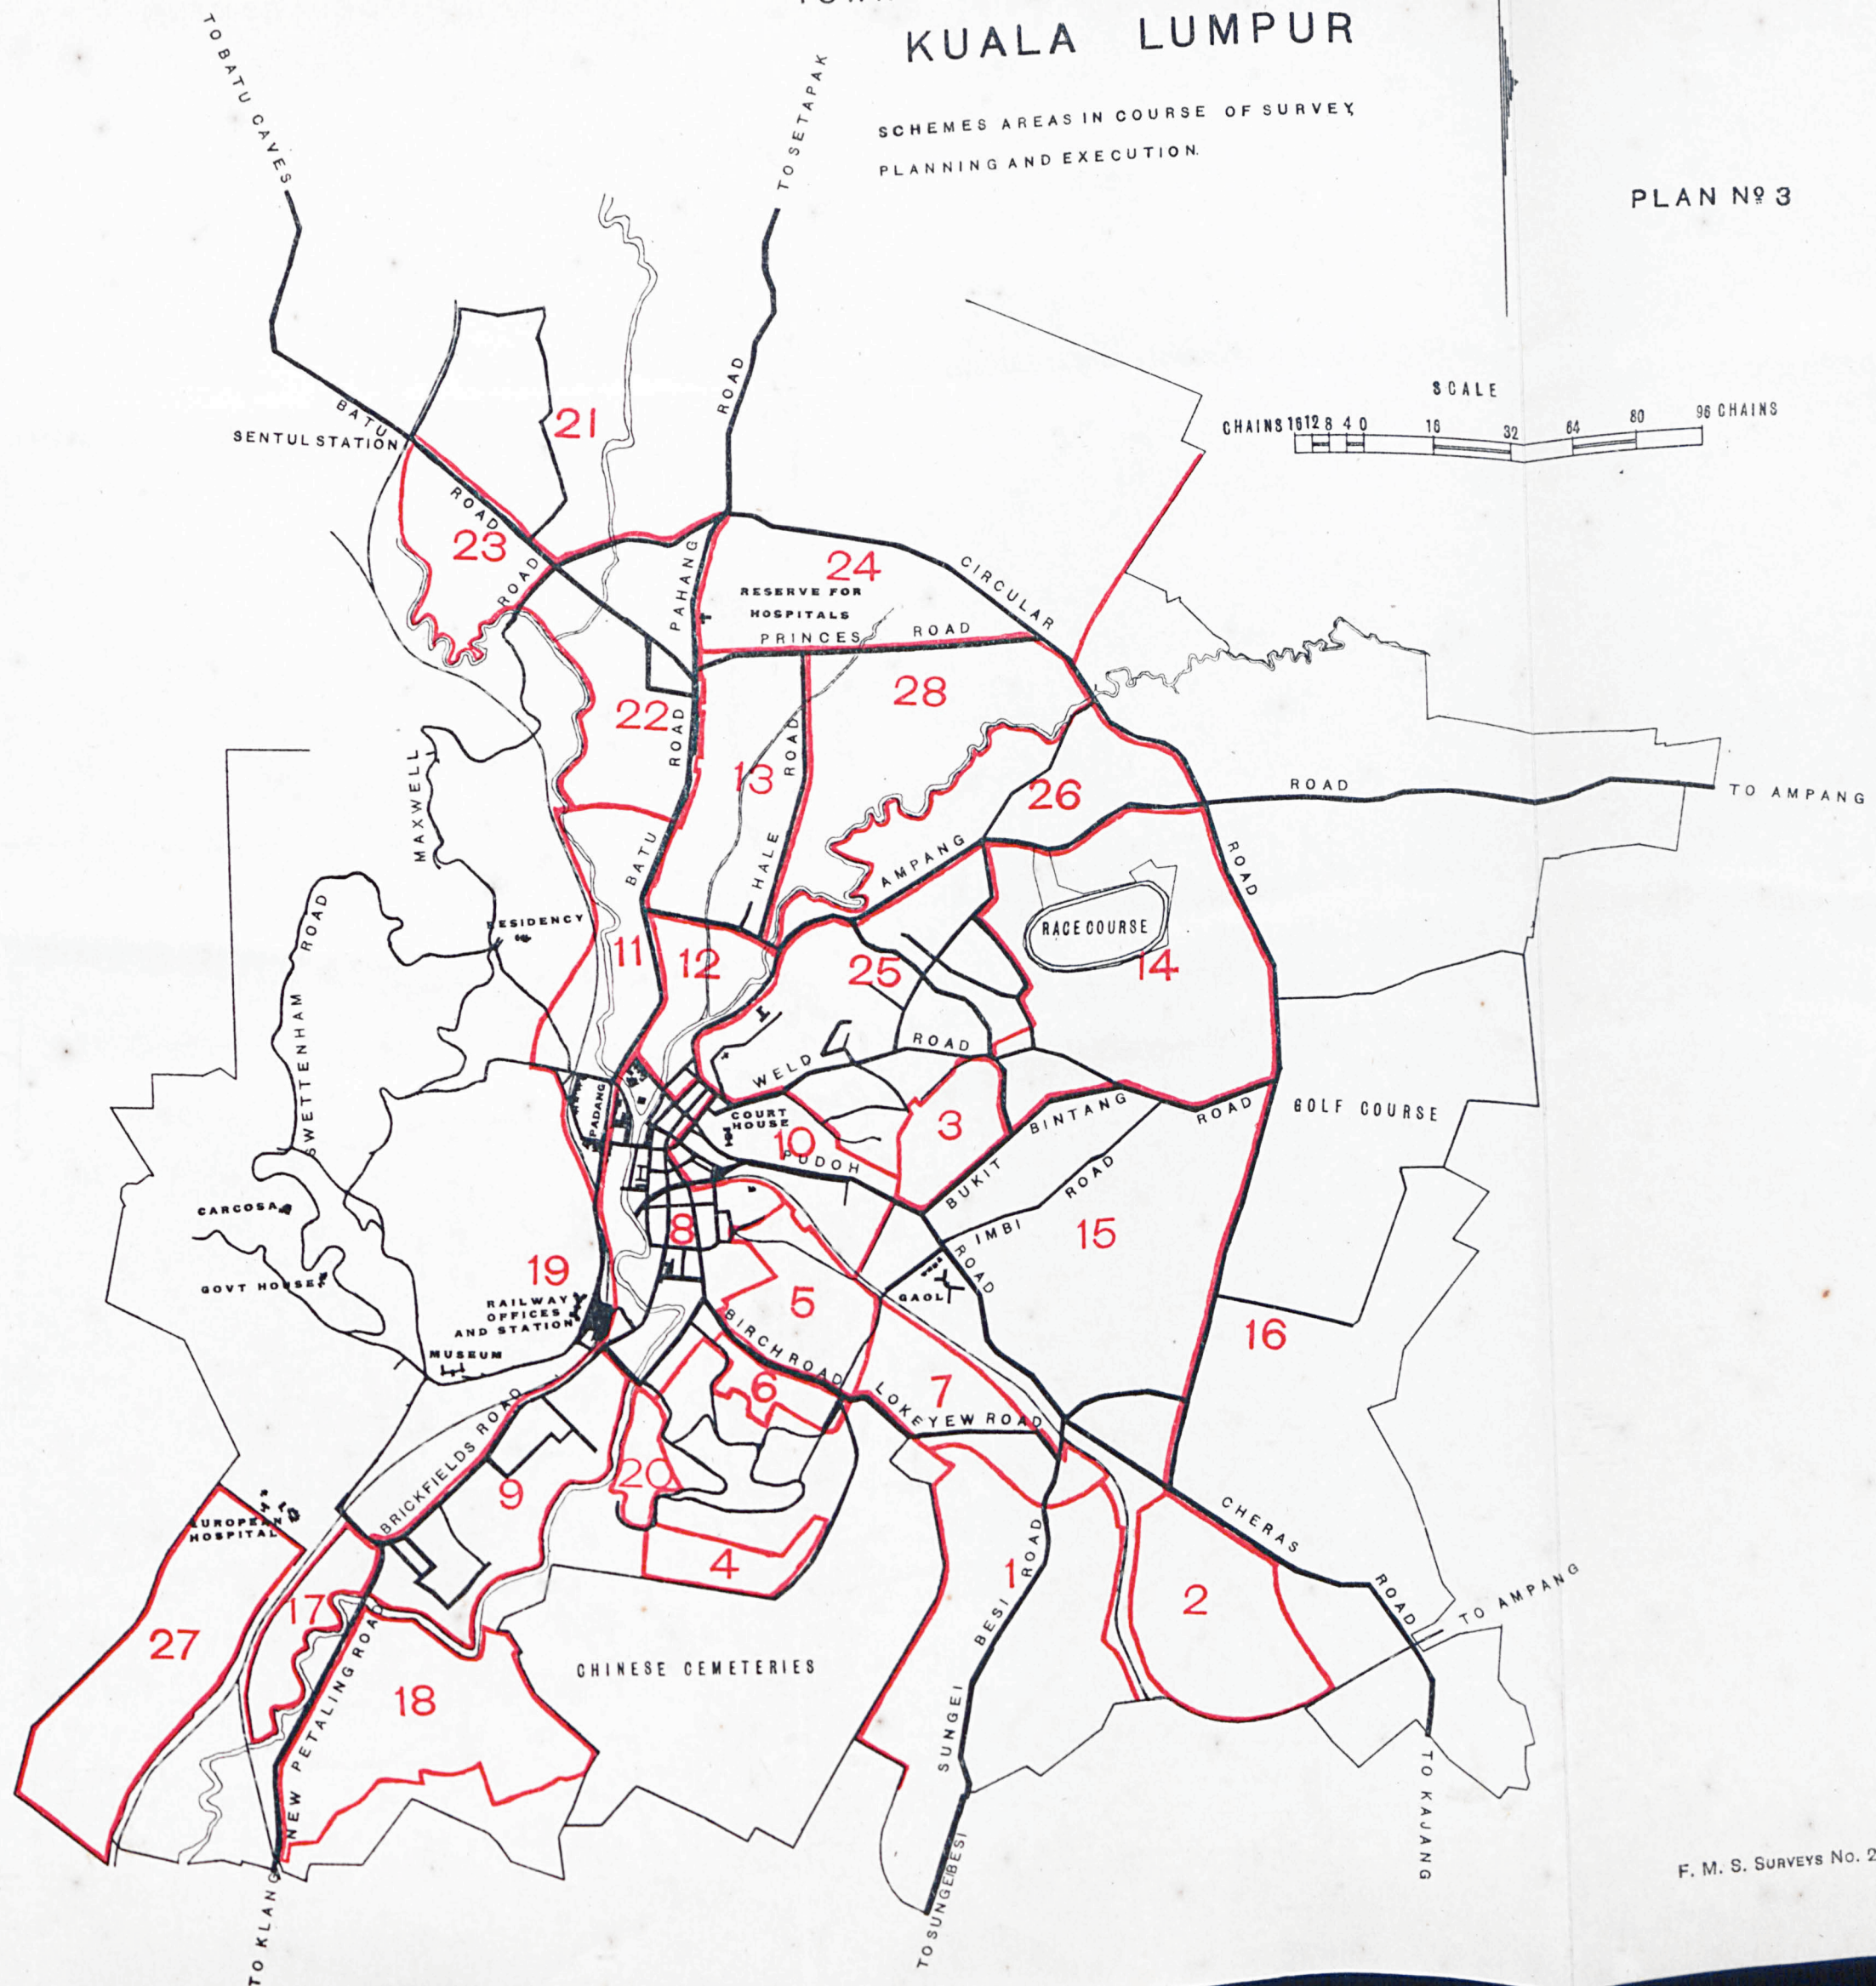 KUALA LUMPUR
SCHEMES AREAS IN COURSE OF SURVEY,
PLANNING AND EXECUTION.
PLAN Nº 3
TO BATU CAVES
TO SETAPAK
SCALE
CHAINS 16 12 8 4 0 16 32 64 80 96 CHAINS
BATU
SENTUL STATION
ROAD
21
ROAD
23
ROAD
PAHANG
24
CIRCULAR
RESERVE FOR
HOSPITALS
PRINCES ROAD
22
ROAD
28
13
ROAD
MAXWELL
26
ROAD
TO AMPANG
BATU
HALE
AMPANG
ROAD
SWETTENHAM ROAD
RESIDENCY
RACE COURSE
11
12
25
14
WELD ROAD
PADANG
COURT
HOUSE
10
3
BINTANG
ROAD
GOLF COURSE
PUDOH
BUKIT
ROAD
IMBI
ROAD
15
CARCOSA
8
19
GOVT HOUSE
RAILWAY
OFFICES
AND STATION
5
GAOL
16
MUSEUM
BIRCH ROAD
6
7
LOKEYEW ROAD
BRICKFIELDS ROAD
9
20
EUROPEAN
HOSPITAL
4
CHERAS
ROAD
1
ROAD
2
TO AMPANG
17
27
NEW PETALING ROAD
18
CHINESE CEMETERIES
BESI
SUNGEI
TO KAJANG
TO KLANG
TO SUNGEI BESI
F. M. S. SURVEYS No. 2